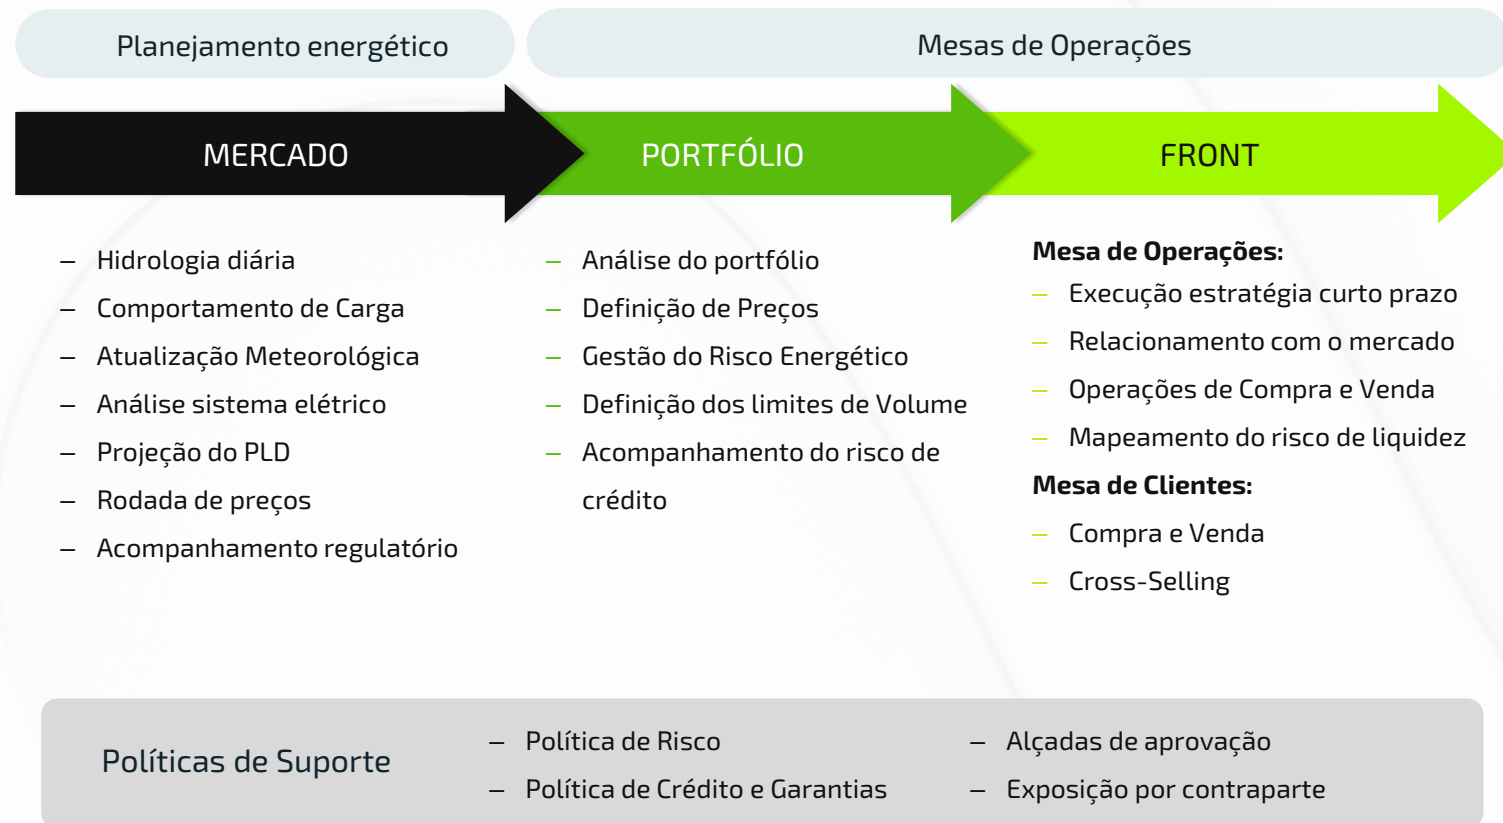 Planejamento energético
Mesas de Operações
MERCADO
PORTFÓLIO
FRONT
– Hidrologia diária
– Comportamento de Carga
– Atualização Meteorológica
– Análise sistema elétrico
– Projeção do PLD
– Rodada de preços
– Acompanhamento regulatório
– Análise do portfólio
– Definição de Preços
– Gestão do Risco Energético
– Definição dos limites de Volume
– Acompanhamento do risco de
crédito
Mesa de Operações:
– Execução estratégia curto prazo
– Relacionamento com o mercado
– Operações de Compra e Venda
– Mapeamento do risco de liquidez
Mesa de Clientes:
– Compra e Venda
– Cross-Selling
Políticas de Suporte
– Política de Risco
– Política de Crédito e Garantias
– Alçadas de aprovação
– Exposição por contraparte